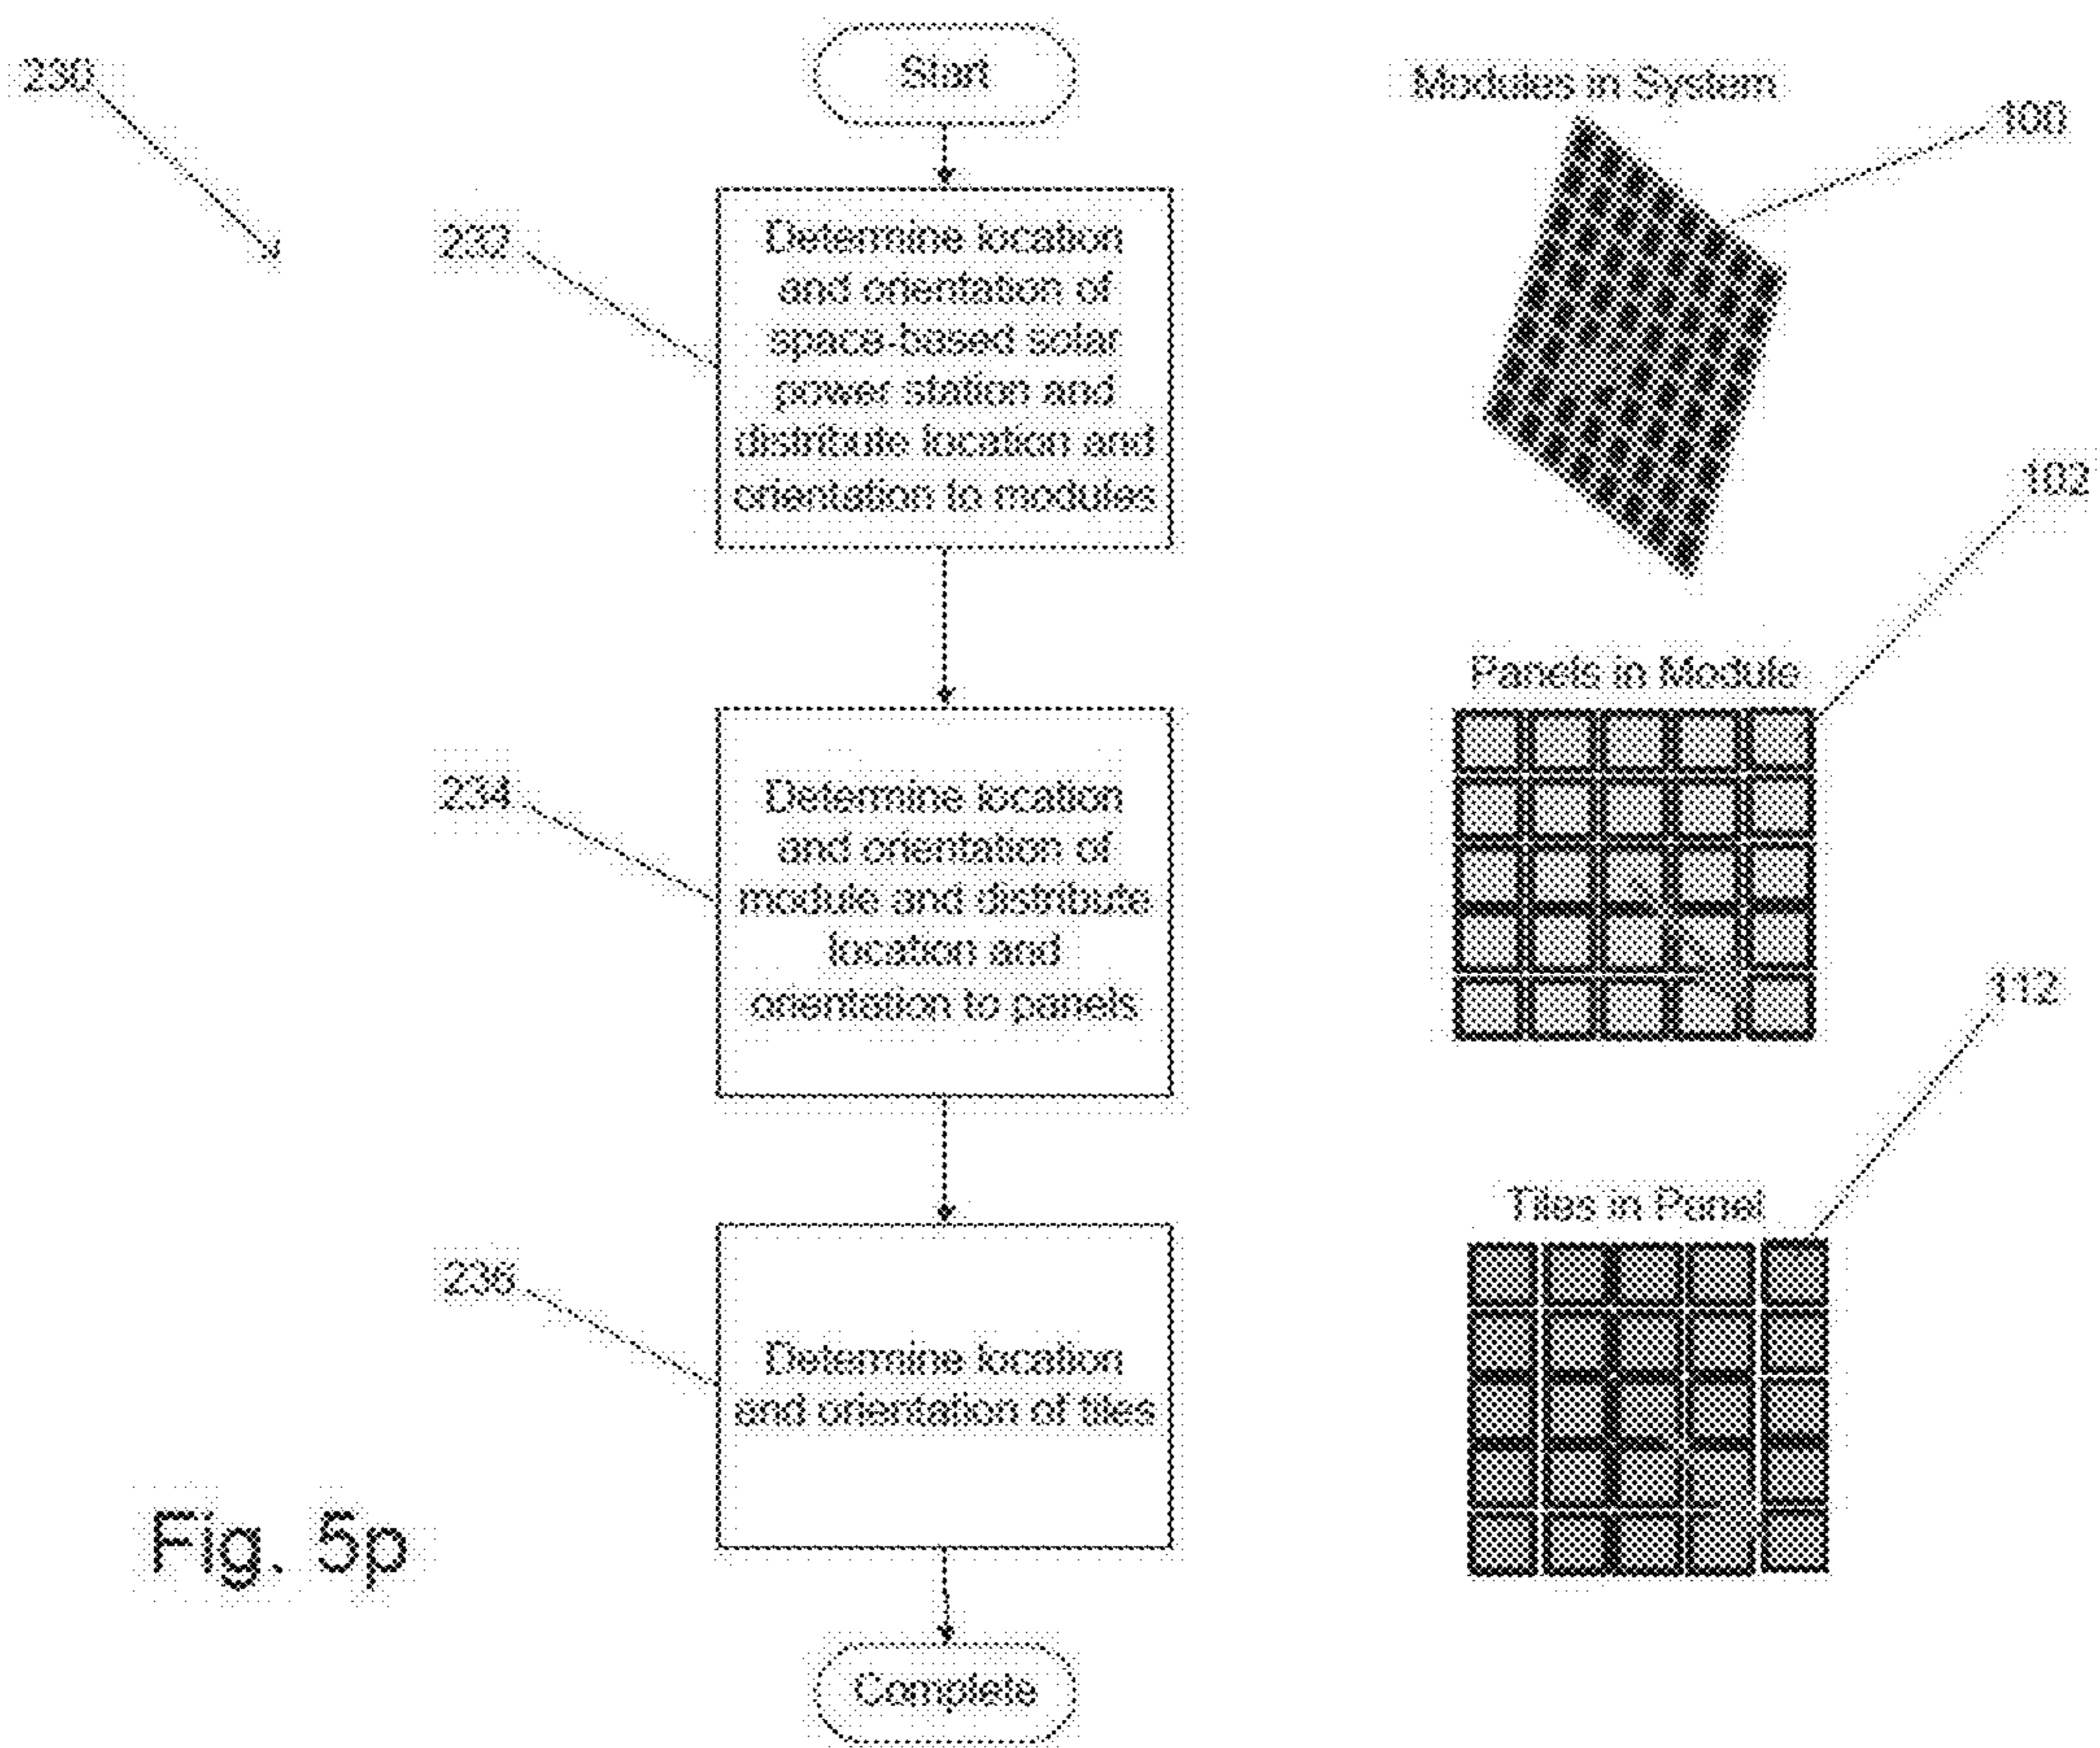 230
Start
Modules in System
100
232
Determine location
and orientation of
space-based solar
power station and
distribute location and
orientation to modules
102
Panels in Module
234
Determine location
and orientation of
module and distribute
location and
orientation to panels
112
Tiles in Panel
236
Determine location
and orientation of tiles
Fig. 5p
Complete